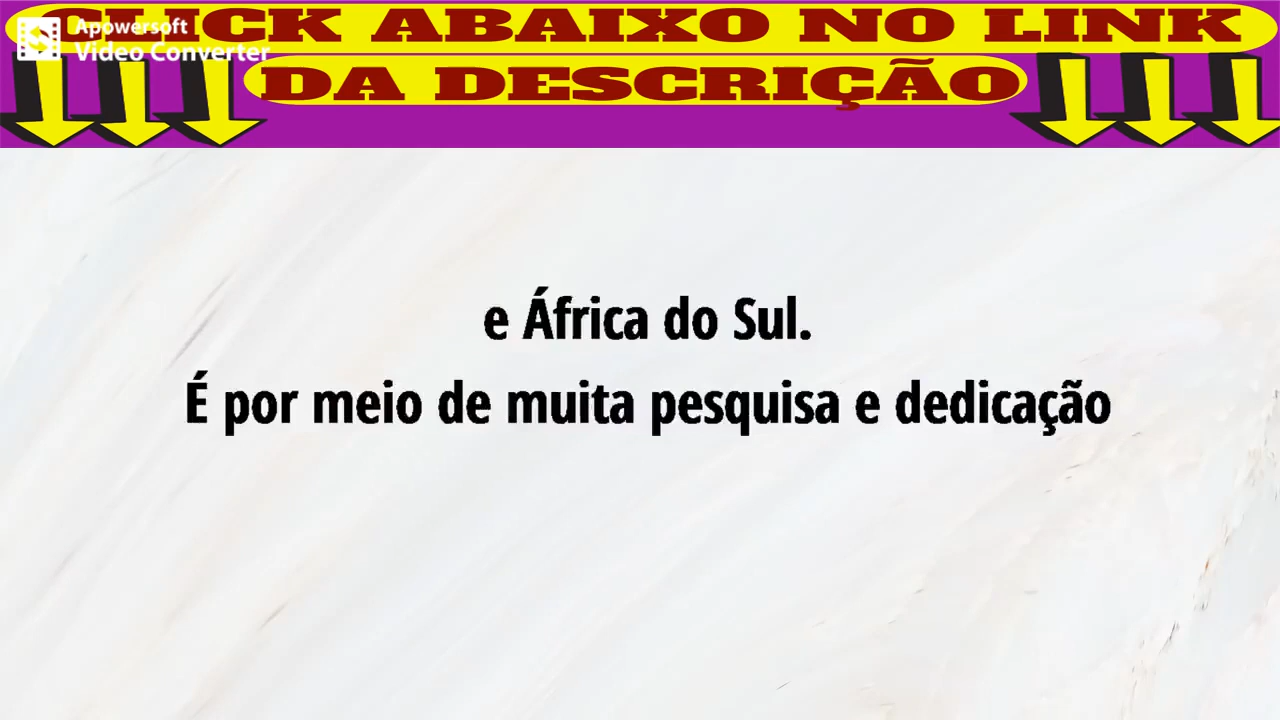 CLICK ABAIXO NO LINK
DA DESCRIÇÃO
Apowersoft
Video Converter
e África do Sul.
É por meio de muita pesquisa e dedicação